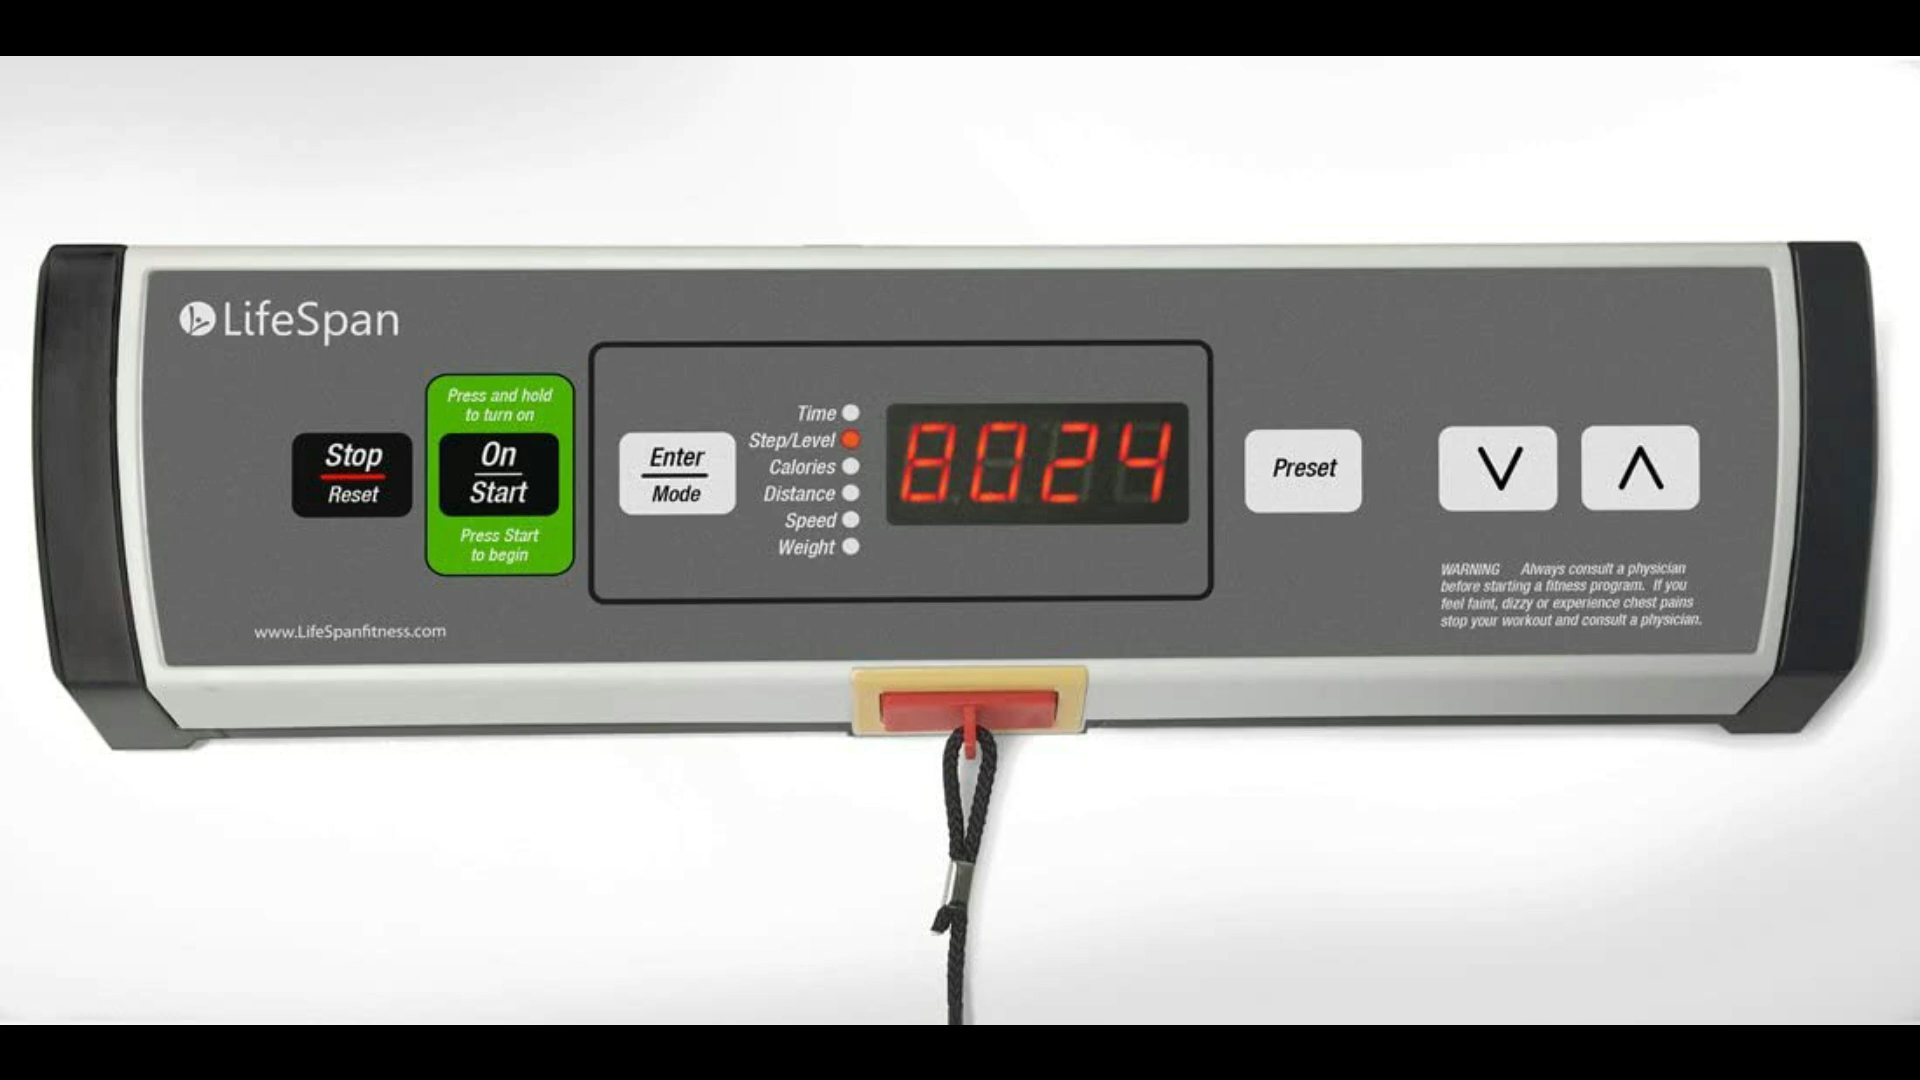 LifeSpan
Press and hold
to turn on
Stop
Reset
On
Start
Press Start
to begin
Enter
Mode
Time
Step/Level
Calories
Distance
Speed
Weight
8024
Preset
WARNING Always consult a physician
before starting a fitness program. If you
feel faint, dizzy or experience chest pains
stop your workout and consult a physician.
www.LifeSpanfitness.com